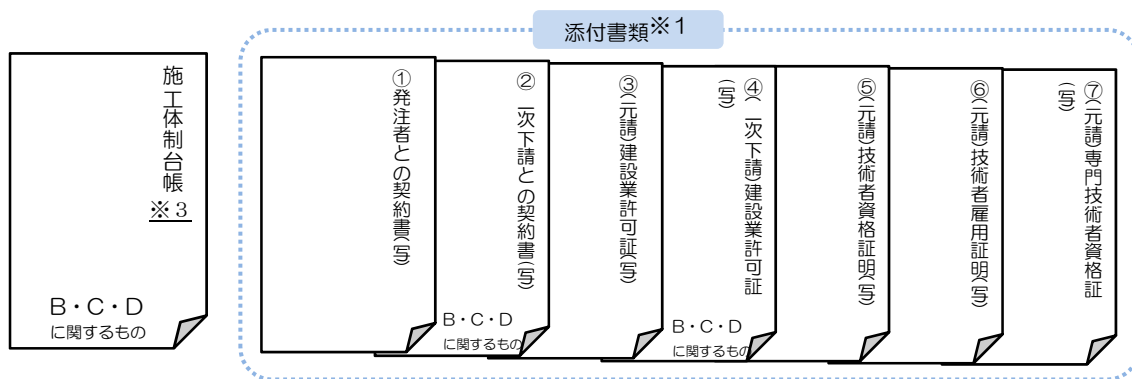 添付書類※1
施工体制台帳
※3
B・C・D
に関するもの
①発注者との契約書(写)
②一次下請との契約書(写)
B・C・D
に関するもの
③(元請)建設業許可証(写)
④(一次下請)建設業許可証
(写)
B・C・D
に関するもの
⑤(元請)技術者資格証明(写)
⑥(元請)技術者雇用証明(写)
⑦(元請)専門技術者資格証
(写)